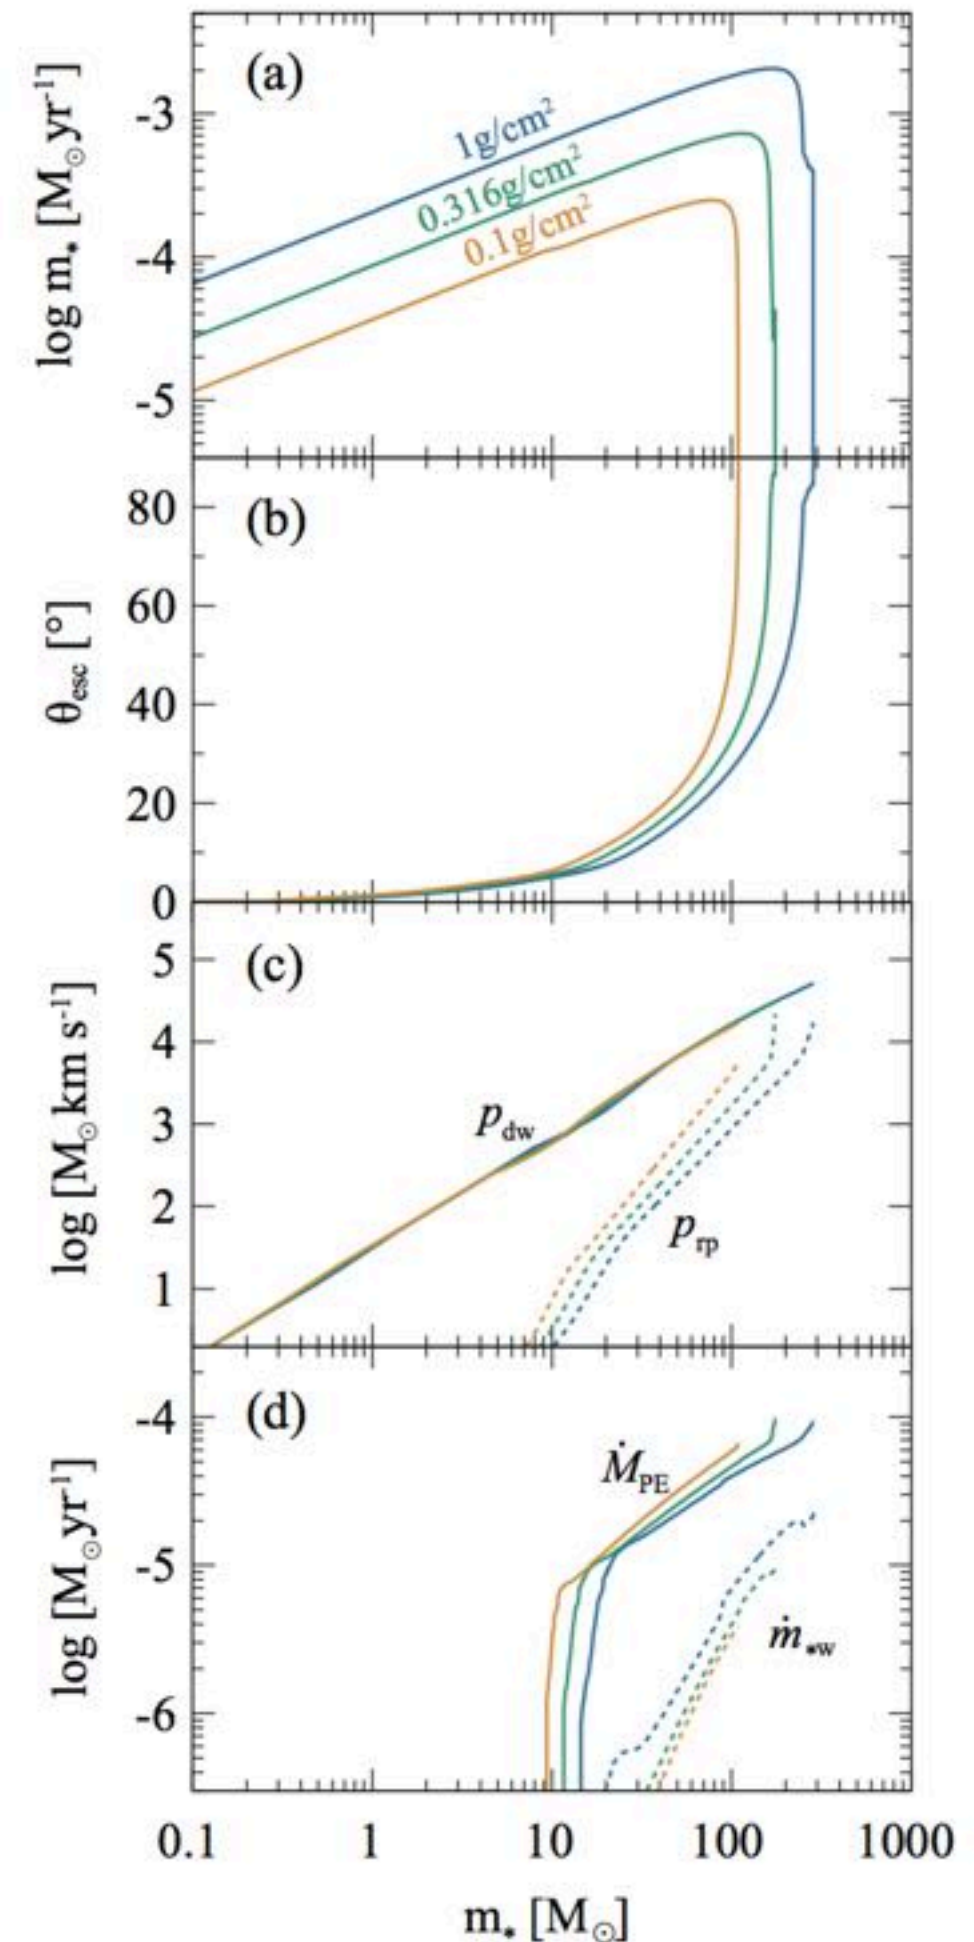 (a)
log m* [M⊙yr-1]
-3
-4
-5
1g/cm²
0.316g/cm²
0.1g/cm²
(b)
θesc [°]
80
60
40
20
0
(c)
log [M⊙km s-1]
5
4
3
2
1
pdw
prp
(d)
log [M⊙yr-1]
-4
-5
-6
ṀPE
ṁ*w
0.1 1 10 100 1000
m* [M⊙]